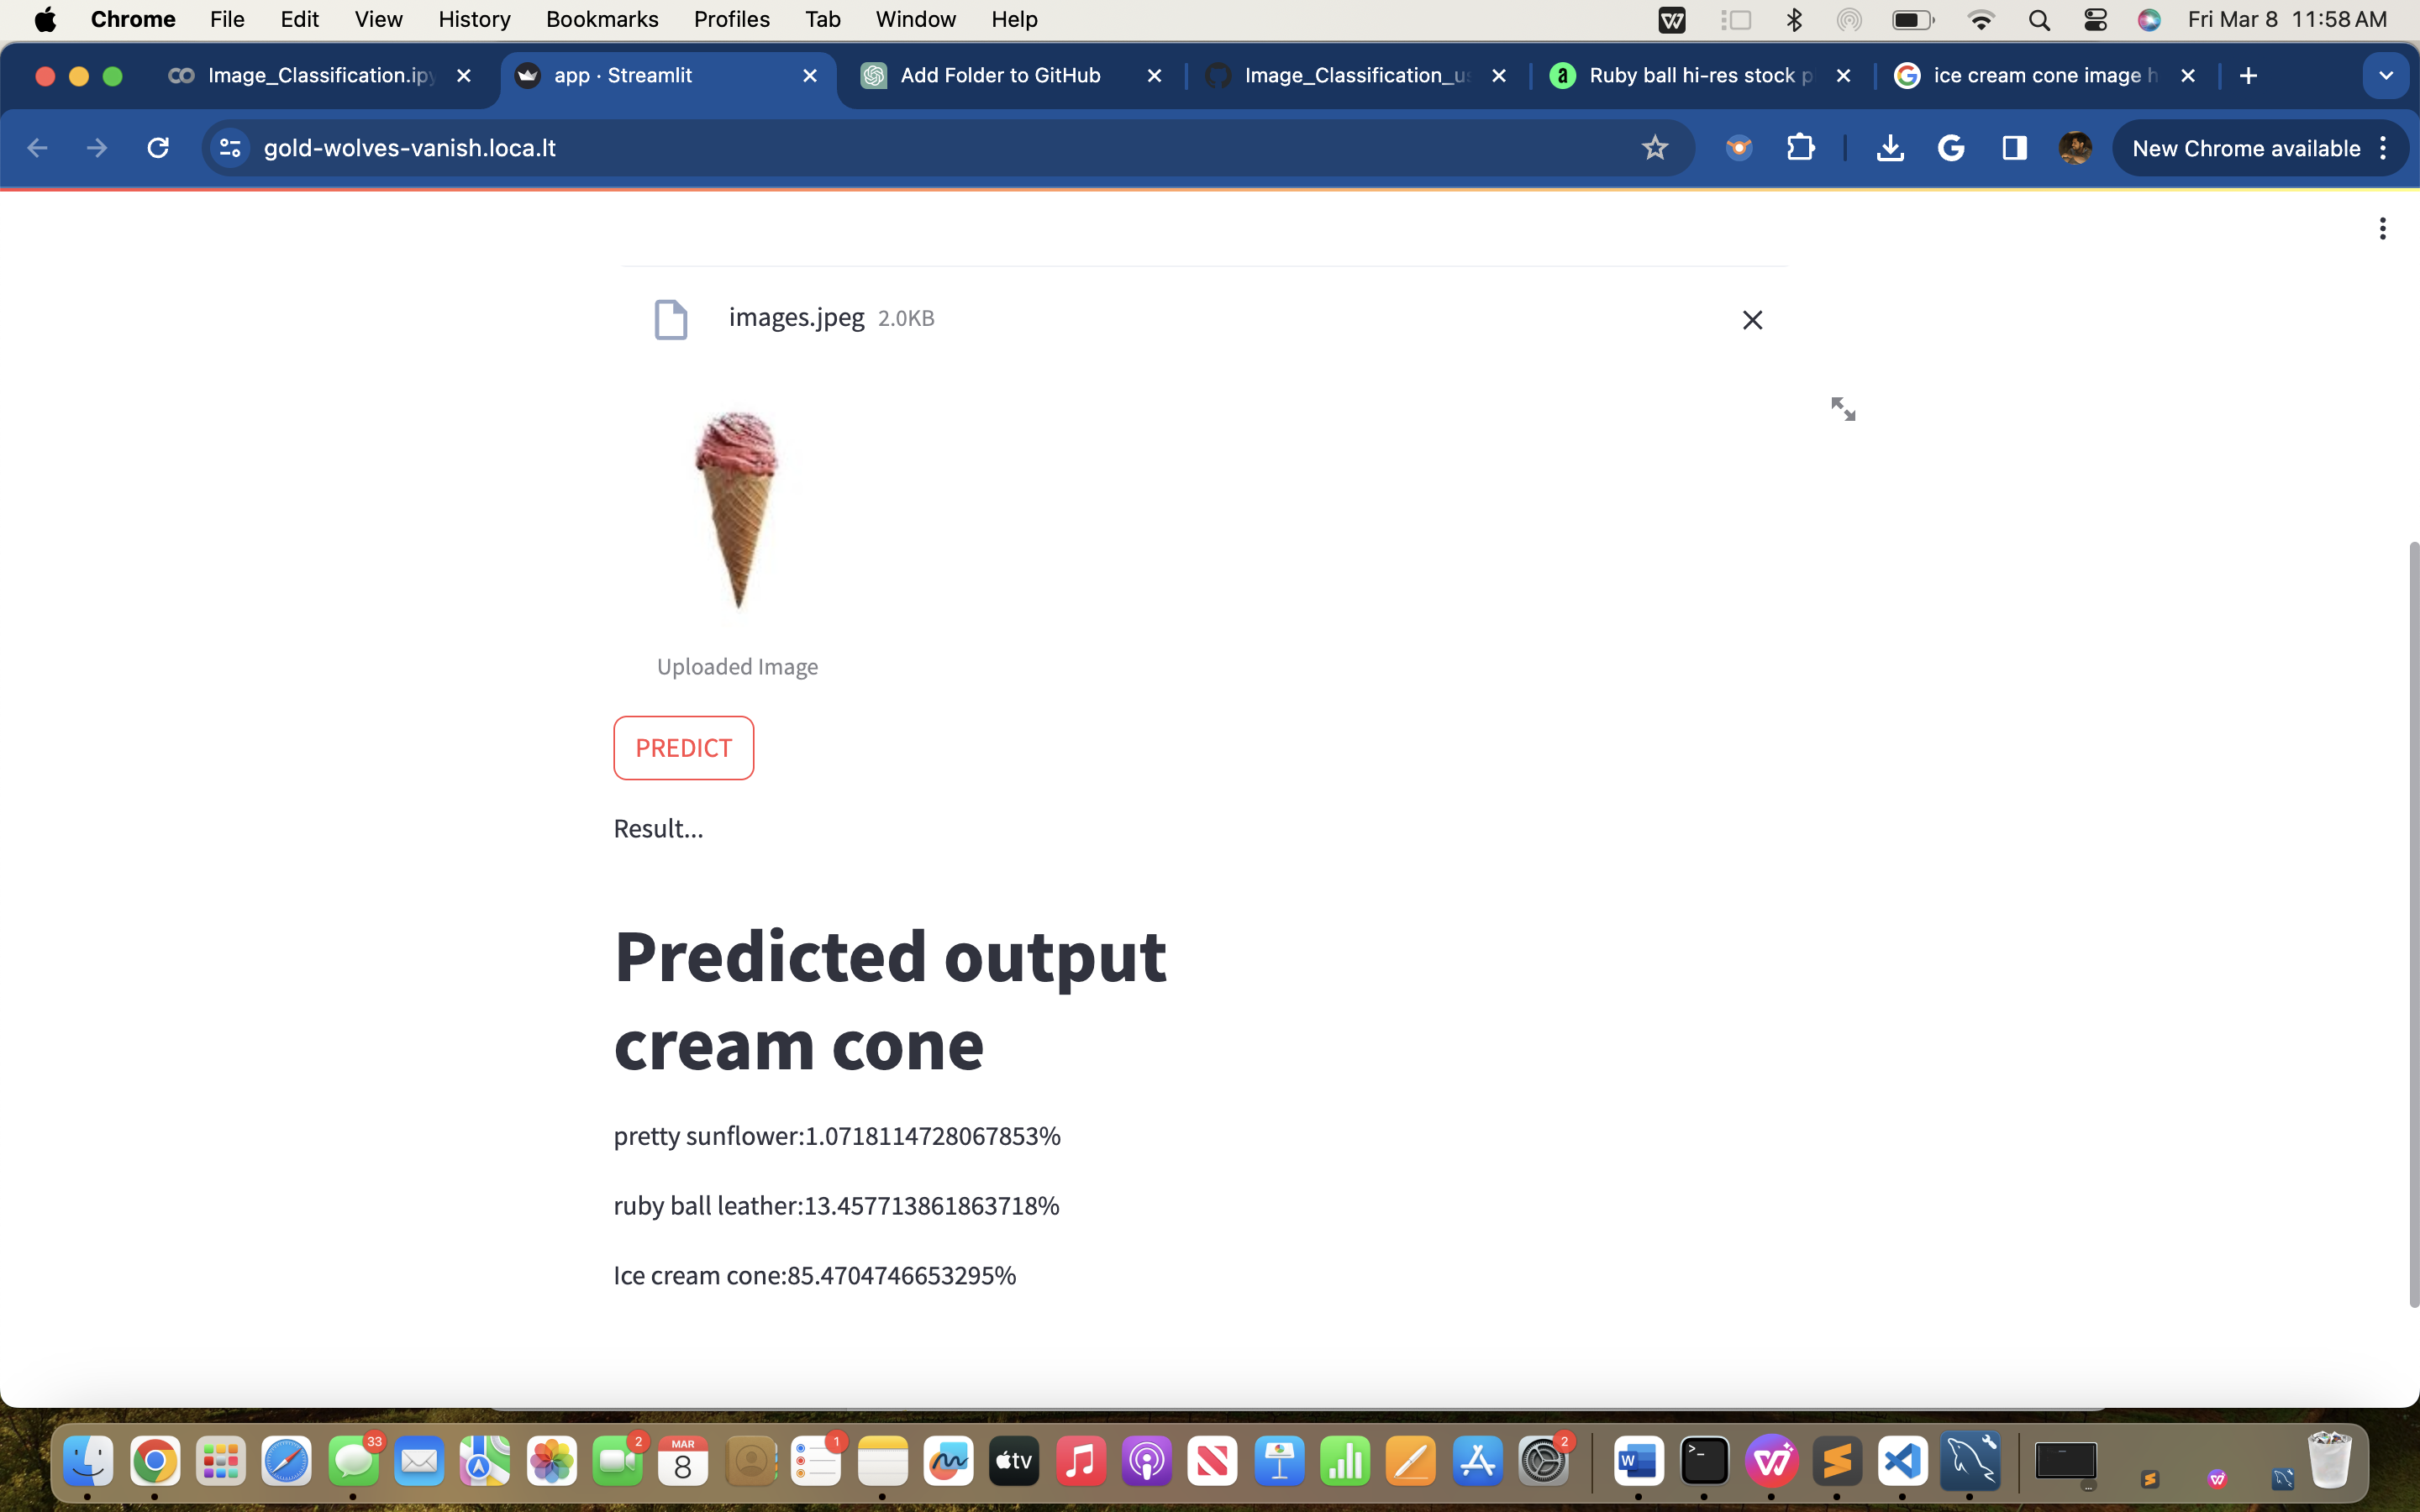 Chrome File Edit View History Bookmarks Profiles Tab Window Help Fri Mar 8 11:58 AM
Image_Classification.ipy app · Streamlit Add Folder to GitHub Image_Classification_us Ruby ball hi-res stock p ice cream cone image h
gold-wolves-vanish.loca.lt New Chrome available
images.jpeg 2.0KB
Uploaded Image
PREDICT
Result...
Predicted output
cream cone
pretty sunflower:1.0718114728067853%
ruby ball leather:13.457713861863718%
Ice cream cone:85.4704746653295%
33 2 MAR 8 1 tv 2 W